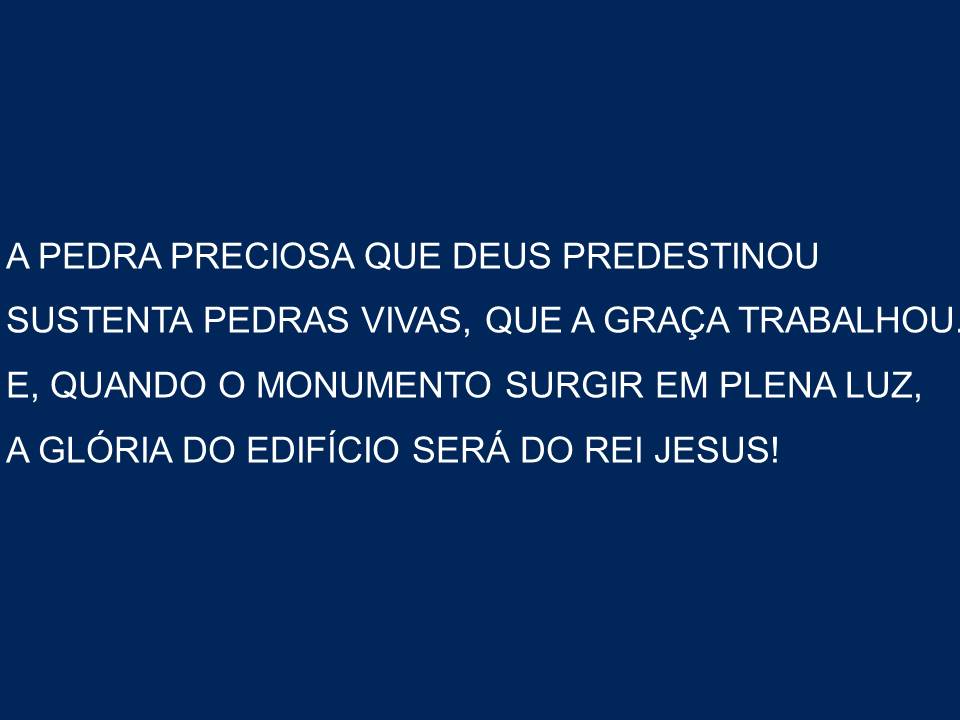 A PEDRA PRECIOSA QUE DEUS PREDESTINOU
SUSTENTA PEDRAS VIVAS, QUE A GRAÇA TRABALHOU.
E, QUANDO O MONUMENTO SURGIR EM PLENA LUZ,
A GLÓRIA DO EDIFÍCIO SERÁ DO REI JESUS!